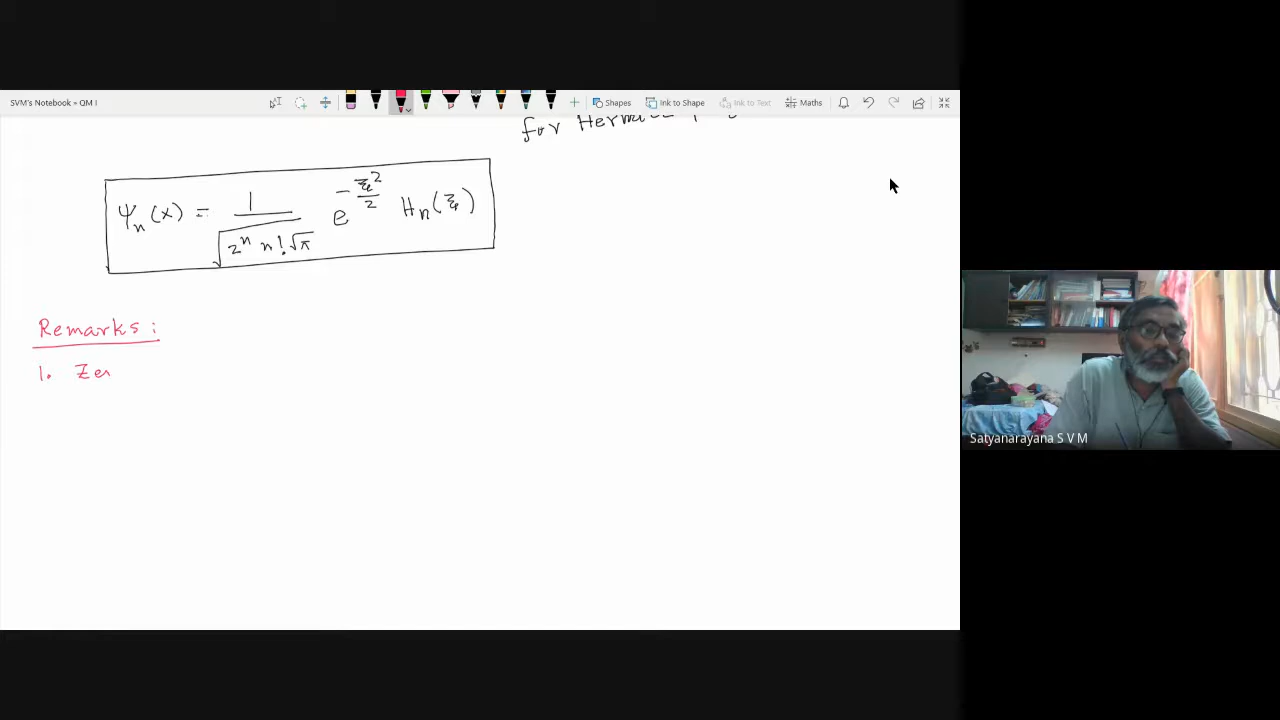 SVM's Notebook » QM I
Shapes
Ink to Shape
Ink to Text
Maths
for
ψn(x) = 1/√(2ⁿ n! √π) e^(-ξ²/2) Hn(ξ)
Remarks :
1. Zer
Satyanarayana S V M